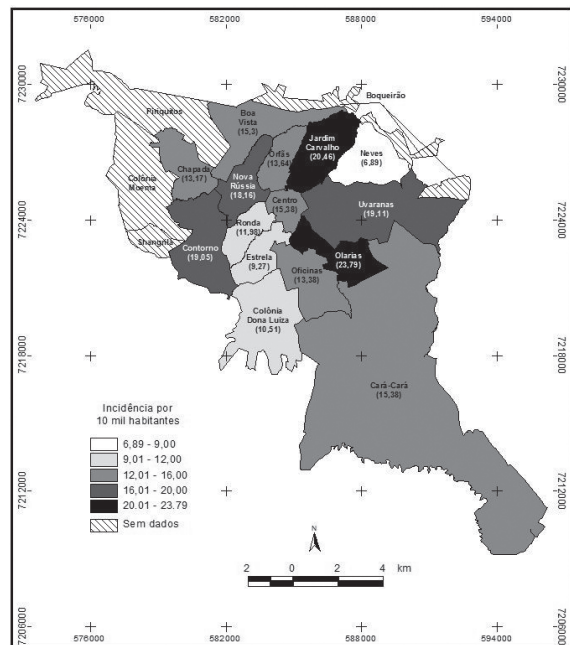 576000 582000 588000 594000
7230000
7230000
Boqueirão
Piriquitos
Boa
Vista
(15,3)
Jardim
Carvalho
(20,46)
Órfãs
(13,64)
Neves
(6,89)
Chapada
(13,17)
Colônia
Moema
Nova
Rússia
(18,16)
Centro
(15,38)
Uvaranas
(19,11)
7224000
7224000
Ronda
(11,98)
Shangrilá
Contorno
(19,05)
Estrela
(9,27)
Olarias
(23,79)
Oficinas
(13,38)
Colônia
Dona Luiza
(10,51)
7218000
7218000
Cará-Cará
(15,38)
Incidência por
10 mil habitantes
6,89 - 9,00
9,01 - 12,00
12,01 - 16,00
16,01 - 20,00
20.01 - 23.79
Sem dados
7212000
7212000
N
2 0 2 4 km
7206000
7206000
576000 582000 588000 594000